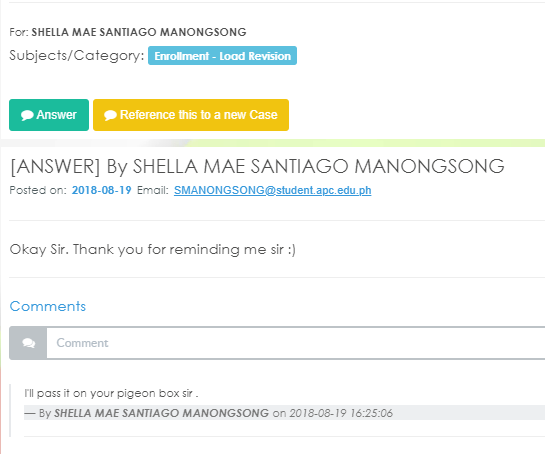 For: SHELLA MAE SANTIAGO MANONGSONG
Subjects/Category: Enrollment - Load Revision
Answer Reference this to a new Case
[ANSWER] By SHELLA MAE SANTIAGO MANONGSONG
Posted on: 2018-08-19 Email: SMANONGSONG@student.apc.edu.ph
Okay Sir. Thank you for reminding me sir :)
Comments
Comment
I'll pass it on your pigeon box sir .
— By SHELLA MAE SANTIAGO MANONGSONG on 2018-08-19 16:25:06